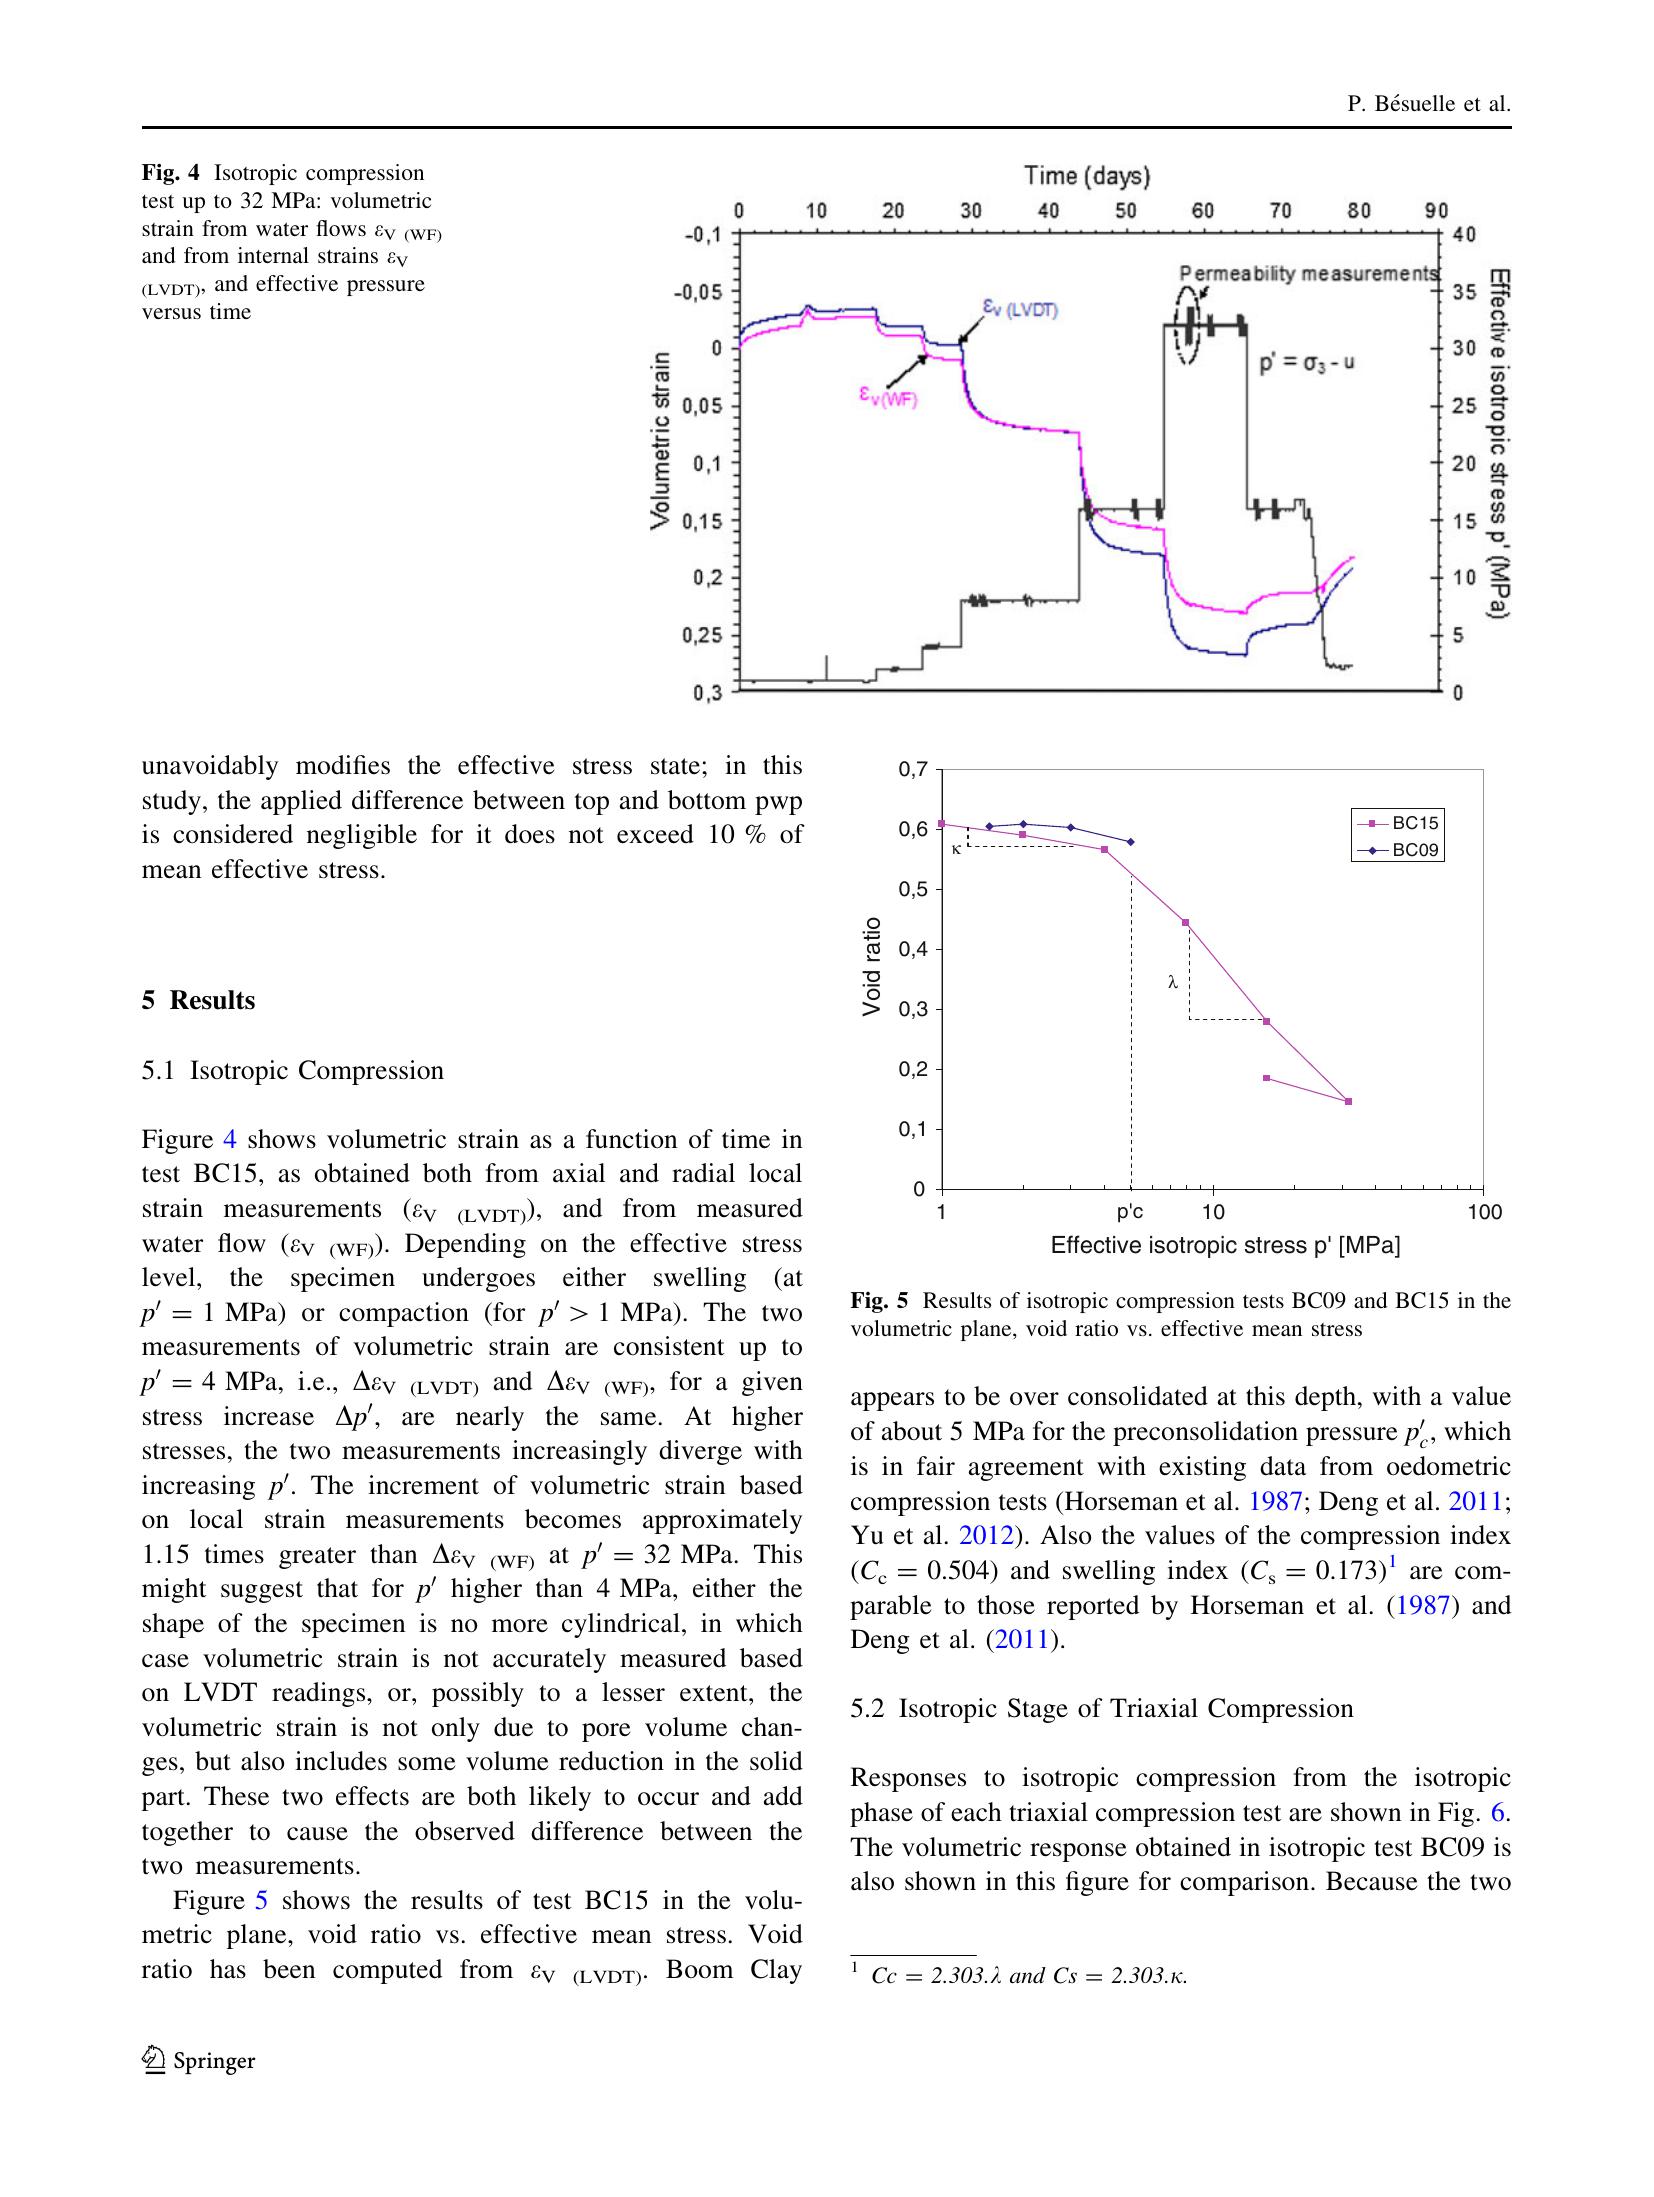 P. Bésuelle et al.
Fig. 4 Isotropic compression
test up to 32 MPa: volumetric
strain from water flows εV (WF)
and from internal strains εV
(LVDT), and effective pressure
versus time
Time (days)
0 10 20 30 40 50 60 70 80 90
-0,1
-0,05
0
0,05
0,1
0,15
0,2
0,25
0,3
Volumetric strain
40
35
30
25
20
15
10
5
0
Effective isotropic stress p' (MPa)
Permeability measurements
εv (LVDT)
εv(WF)
p' = σ3 - u
unavoidably modifies the effective stress state; in this
study, the applied difference between top and bottom pwp
is considered negligible for it does not exceed 10 % of
mean effective stress.
5 Results
5.1 Isotropic Compression
Figure 4 shows volumetric strain as a function of time in
test BC15, as obtained both from axial and radial local
strain measurements (εV (LVDT)), and from measured
water flow (εV (WF)). Depending on the effective stress
level, the specimen undergoes either swelling (at
p′ = 1 MPa) or compaction (for p′ > 1 MPa). The two
measurements of volumetric strain are consistent up to
p′ = 4 MPa, i.e., ΔεV (LVDT) and ΔεV (WF), for a given
stress increase Δp′, are nearly the same. At higher
stresses, the two measurements increasingly diverge with
increasing p′. The increment of volumetric strain based
on local strain measurements becomes approximately
1.15 times greater than ΔεV (WF) at p′ = 32 MPa. This
might suggest that for p′ higher than 4 MPa, either the
shape of the specimen is no more cylindrical, in which
case volumetric strain is not accurately measured based
on LVDT readings, or, possibly to a lesser extent, the
volumetric strain is not only due to pore volume chan-
ges, but also includes some volume reduction in the solid
part. These two effects are both likely to occur and add
together to cause the observed difference between the
two measurements.
Figure 5 shows the results of test BC15 in the volu-
metric plane, void ratio vs. effective mean stress. Void
ratio has been computed from εV (LVDT). Boom Clay
0,7
0,6
0,5
0,4
0,3
0,2
0,1
0
Void ratio
κ
λ
BC15
BC09
1 p'c 10 100
Effective isotropic stress p' [MPa]
Fig. 5 Results of isotropic compression tests BC09 and BC15 in the
volumetric plane, void ratio vs. effective mean stress
appears to be over consolidated at this depth, with a value
of about 5 MPa for the preconsolidation pressure p′c, which
is in fair agreement with existing data from oedometric
compression tests (Horseman et al. 1987; Deng et al. 2011;
Yu et al. 2012). Also the values of the compression index
(Cc = 0.504) and swelling index (Cs = 0.173)1 are com-
parable to those reported by Horseman et al. (1987) and
Deng et al. (2011).
5.2 Isotropic Stage of Triaxial Compression
Responses to isotropic compression from the isotropic
phase of each triaxial compression test are shown in Fig. 6.
The volumetric response obtained in isotropic test BC09 is
also shown in this figure for comparison. Because the two
1 Cc = 2.303.λ and Cs = 2.303.κ.
Springer